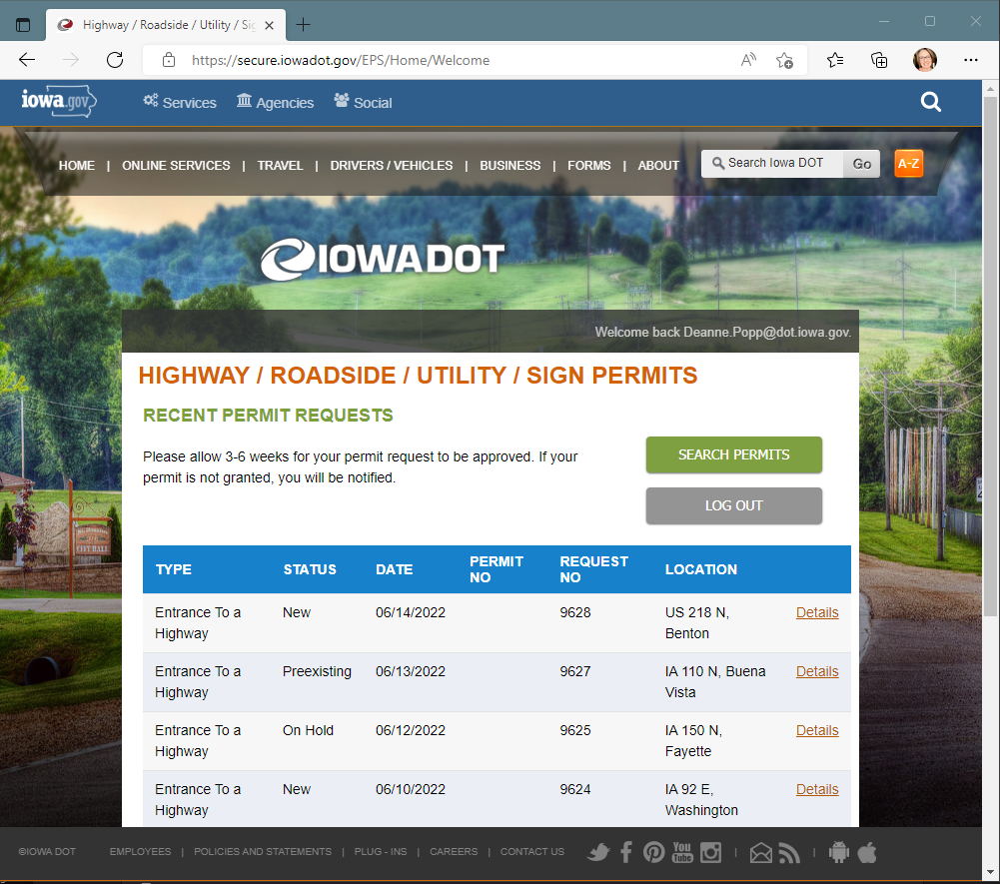 Highway / Roadside / Utility / Sig
https://secure.iowadot.gov/EPS/Home/Welcome
iowa.gov Services Agencies Social
HOME | ONLINE SERVICES | TRAVEL | DRIVERS / VEHICLES | BUSINESS | FORMS | ABOUT Search Iowa DOT Go A-Z
IOWADOT
Welcome back Deanne.Popp@dot.iowa.gov.
HIGHWAY / ROADSIDE / UTILITY / SIGN PERMITS
RECENT PERMIT REQUESTS
Please allow 3-6 weeks for your permit request to be approved. If your
permit is not granted, you will be notified.
SEARCH PERMITS
LOG OUT
CITY HALL
TYPE STATUS DATE PERMIT NO REQUEST NO LOCATION
Entrance To a Highway New 06/14/2022 9628 US 218 N, Benton Details
Entrance To a Highway Preexisting 06/13/2022 9627 IA 110 N, Buena Vista Details
Entrance To a Highway On Hold 06/12/2022 9625 IA 150 N, Fayette Details
Entrance To a Highway New 06/10/2022 9624 IA 92 E, Washington Details
©IOWA DOT EMPLOYEES | POLICIES AND STATEMENTS | PLUG - INS | CAREERS | CONTACT US You Tube